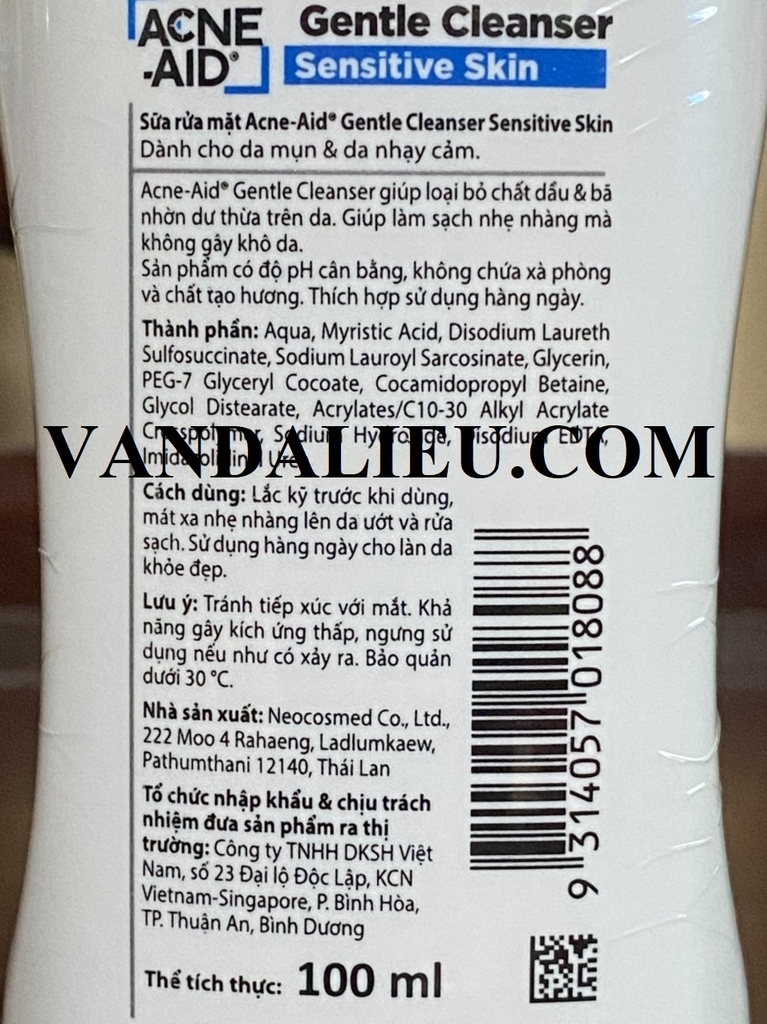 ACNE
-AID®
Gentle Cleanser
Sensitive Skin
Sữa rửa mặt Acne-Aid® Gentle Cleanser Sensitive Skin
Dành cho da mụn & da nhạy cảm.
Acne-Aid® Gentle Cleanser giúp loại bỏ chất dầu & bã
nhờn dư thừa trên da. Giúp làm sạch nhẹ nhàng mà
không gây khô da.
Sản phẩm có độ pH cân bằng, không chứa xà phòng
và chất tạo hương. Thích hợp sử dụng hàng ngày.
Thành phần: Aqua, Myristic Acid, Disodium Laureth
Sulfosuccinate, Sodium Lauroyl Sarcosinate, Glycerin,
PEG-7 Glyceryl Cocoate, Cocamidopropyl Betaine,
Glycol Distearate, Acrylates/C10-30 Alkyl Acrylate
Crosspolymer, Sodium Hydroxide, Disodium EDTA,
VANDALIEU.COM
Imidazolidinyl Urea
Cách dùng: Lắc kỹ trước khi dùng,
mát xa nhẹ nhàng lên da ướt và rửa
sạch. Sử dụng hàng ngày cho làn da
khỏe đẹp.
Lưu ý: Tránh tiếp xúc với mắt. Khả
năng gây kích ứng thấp, ngưng sử
dụng nếu như có xảy ra. Bảo quản
dưới 30 °C.
Nhà sản xuất: Neocosmed Co., Ltd.,
222 Moo 4 Rahaeng, Ladlumkaew,
Pathumthani 12140, Thái Lan
Tổ chức nhập khẩu & chịu trách
nhiệm đưa sản phẩm ra thị
trường: Công ty TNHH DKSH Việt
Nam, số 23 Đại lộ Độc Lập, KCN
Vietnam-Singapore, P. Bình Hòa,
TP. Thuận An, Bình Dương
Thể tích thực: 100 ml
9 314057 018088